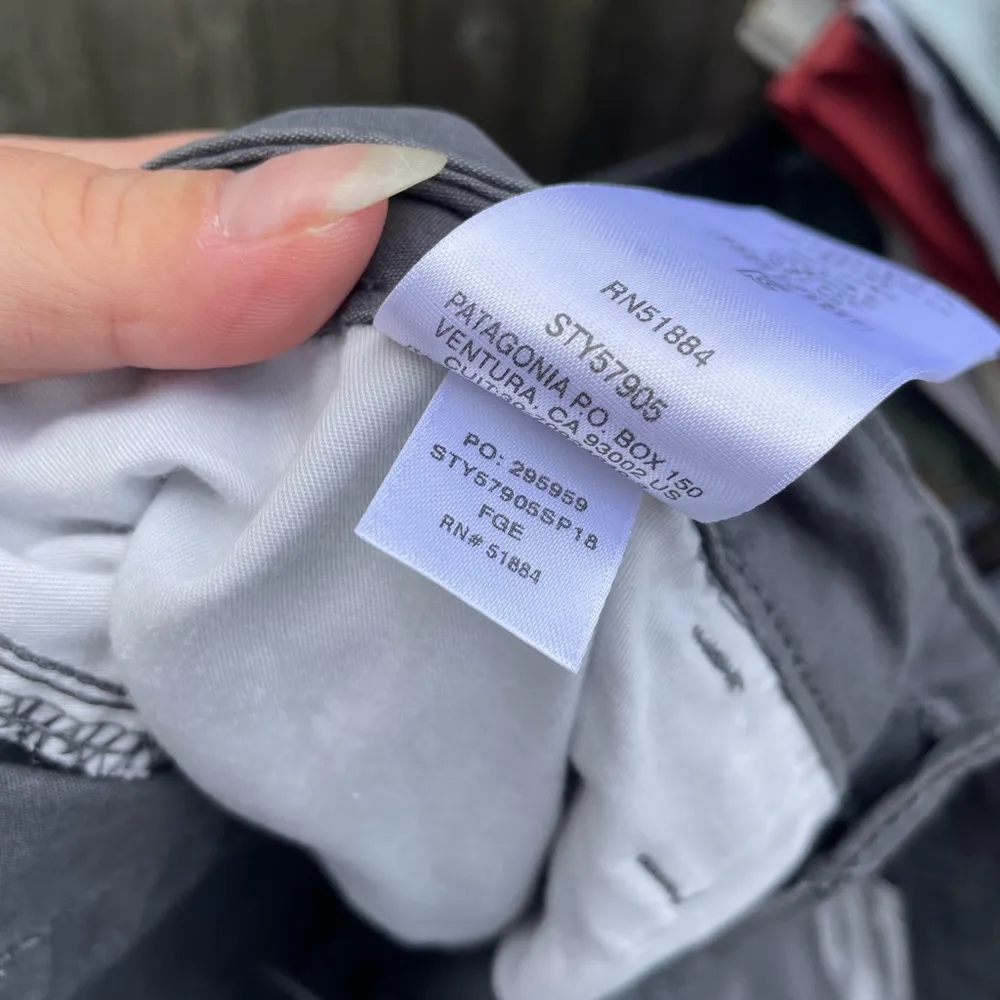 RN51884
STY57905
PATAGONIA P.O. BOX 150
VENTURA, CA 93002 US
PO: 295959
STY57905SP18
FGE
RN# 51884